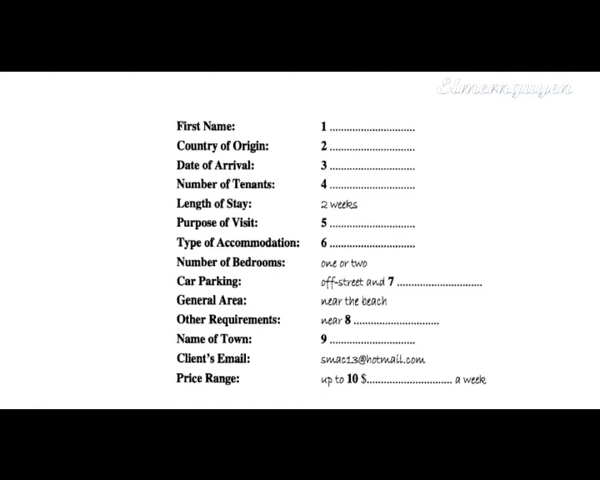 Elmernguyen
First Name: 1 ............................
Country of Origin: 2 ............................
Date of Arrival: 3 ............................
Number of Tenants: 4 ............................
Length of Stay: 2 weeks
Purpose of Visit: 5 ............................
Type of Accommodation: 6 ............................
Number of Bedrooms: one or two
Car Parking: off-street and 7 ............................
General Area: near the beach
Other Requirements: near 8 ............................
Name of Town: 9 ............................
Client's Email: smac13@hotmail.com
Price Range: up to 10 $............................ a week